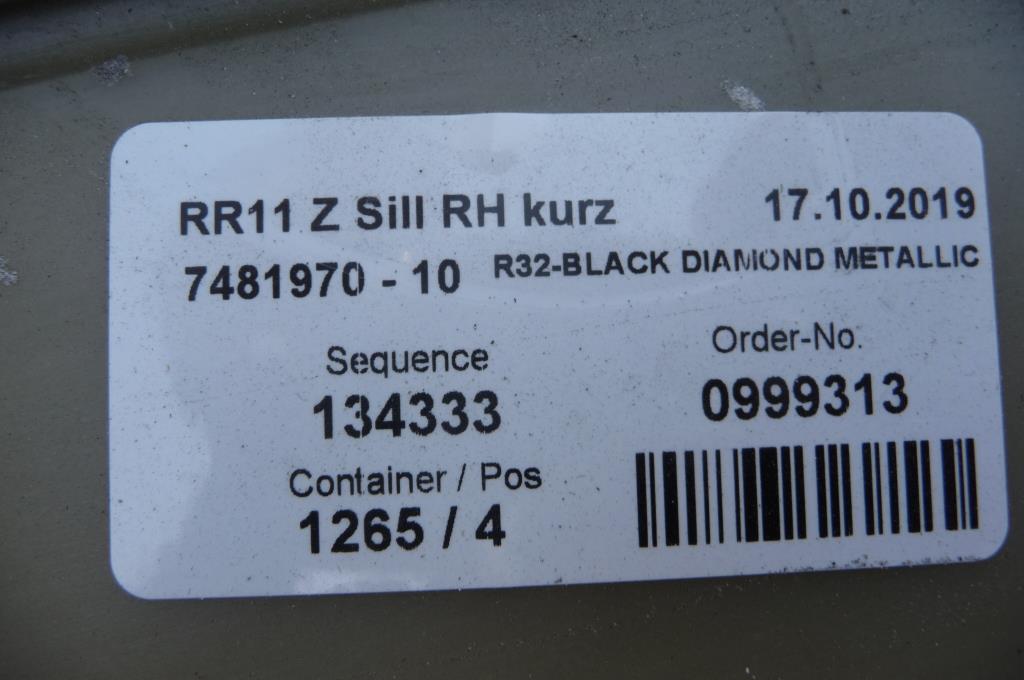 RR11 Z Sill RH kurz 17.10.2019
7481970 - 10 R32-BLACK DIAMOND METALLIC
Sequence Order-No.
134333 0999313
Container / Pos
1265 / 4